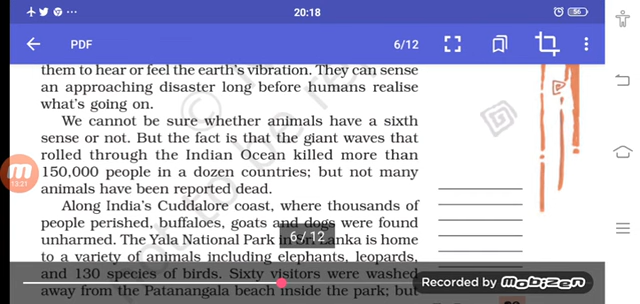 20:18
56
PDF
6/12
them to hear or feel the earth's vibration. They can sense
an approaching disaster long before humans realise
what's going on.
We cannot be sure whether animals have a sixth
sense or not. But the fact is that the giant waves that
rolled through the Indian Ocean killed more than
150,000 people in a dozen countries; but not many
animals have been reported dead.
13:21
Along India's Cuddalore coast, where thousands of
people perished, buffaloes, goats and dogs were found
unharmed. The Yala National Park in Sri Lanka is home
6/12
to a variety of animals including elephants, leopards,
and 130 species of birds. Sixty visitors were washed
away from the Patanangala beach inside the park; but
Recorded by mobizen